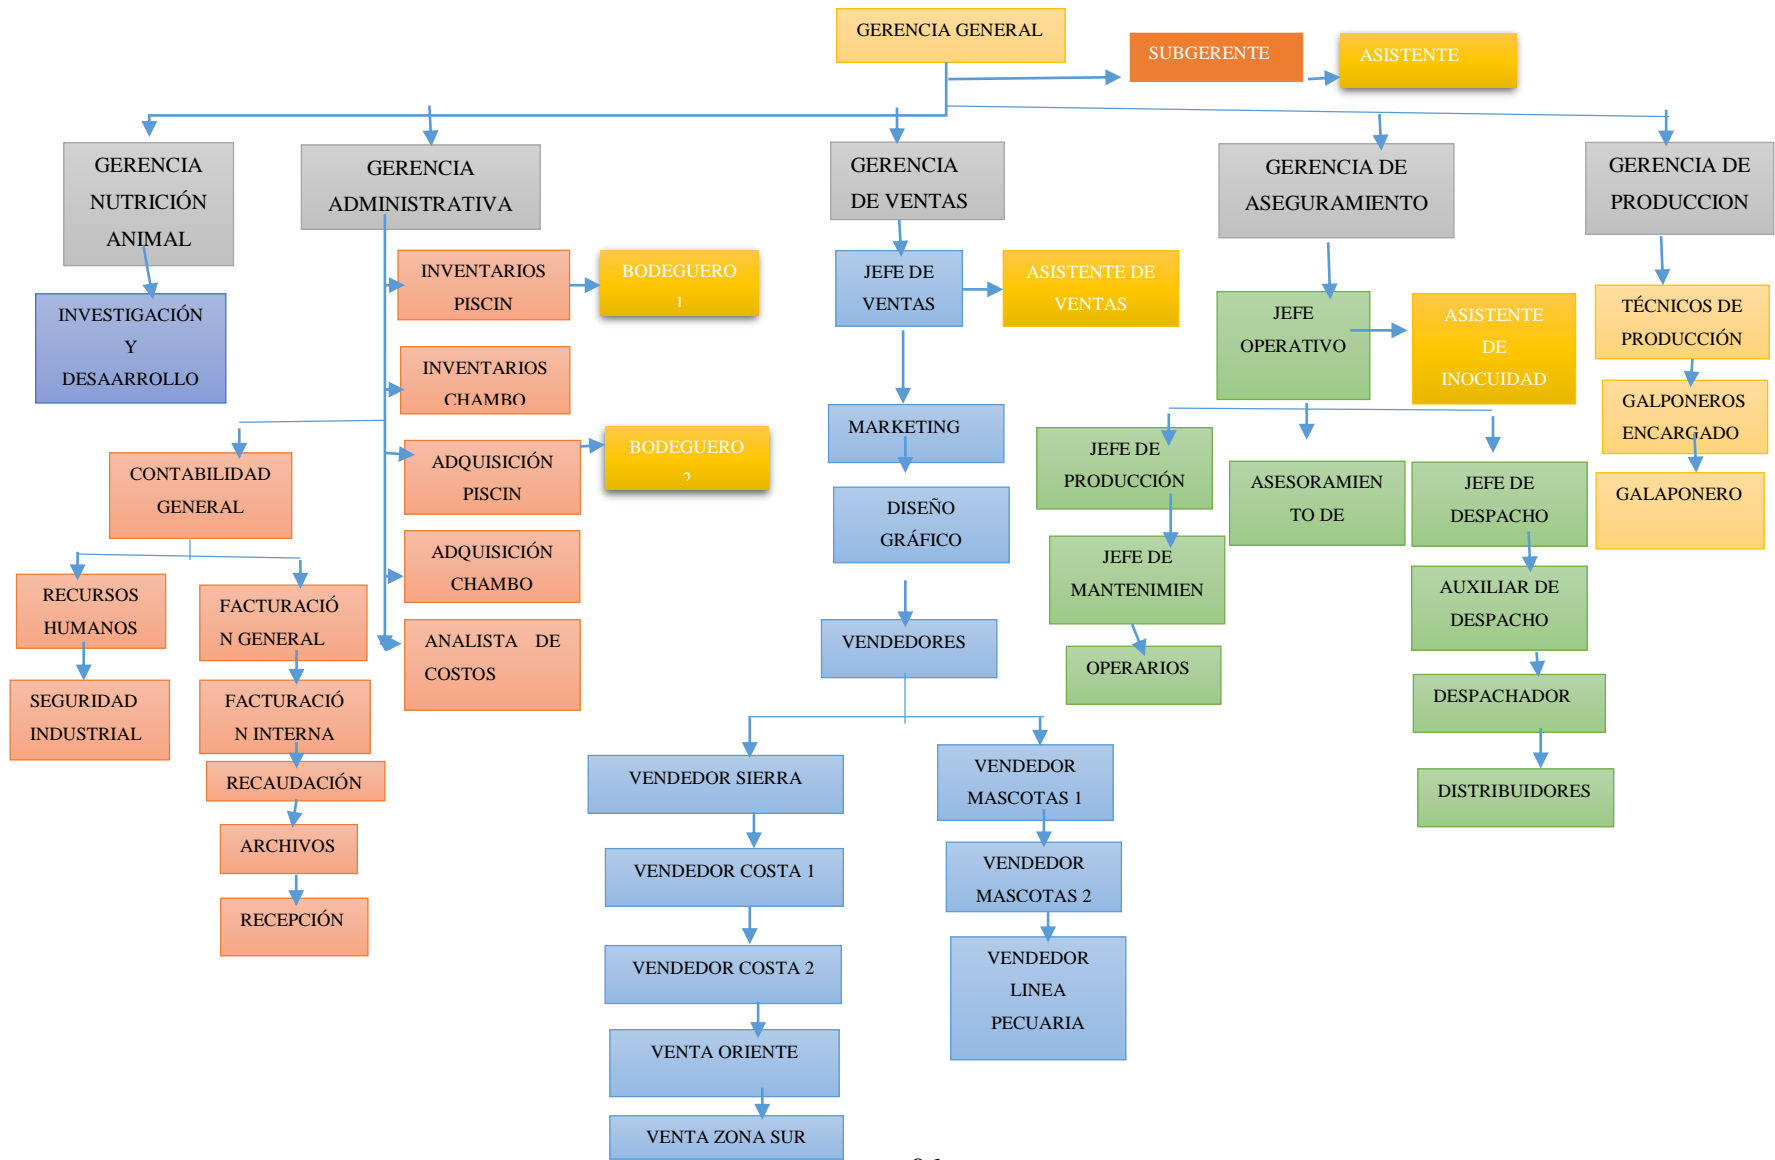 GERENCIA GENERAL
SUBGERENTE
ASISTENTE
GERENCIA
NUTRICIÓN
ANIMAL
GERENCIA
ADMINISTRATIVA
GERENCIA
DE VENTAS
GERENCIA DE
ASEGURAMIENTO
GERENCIA DE
PRODUCCION
INVESTIGACIÓN
Y
DESAARROLLO
INVENTARIOS
PISCIN
BODEGUERO
1
INVENTARIOS
CHAMBO
ADQUISICIÓN
PISCIN
BODEGUERO
2
ADQUISICIÓN
CHAMBO
ANALISTA DE
COSTOS
CONTABILIDAD
GENERAL
RECURSOS
HUMANOS
SEGURIDAD
INDUSTRIAL
FACTURACIÓ
N GENERAL
FACTURACIÓ
N INTERNA
RECAUDACIÓN
ARCHIVOS
RECEPCIÓN
JEFE DE
VENTAS
ASISTENTE DE
VENTAS
MARKETING
DISEÑO
GRÁFICO
VENDEDORES
VENDEDOR SIERRA
VENDEDOR COSTA 1
VENDEDOR COSTA 2
VENTA ORIENTE
VENTA ZONA SUR
VENDEDOR
MASCOTAS 1
VENDEDOR
MASCOTAS 2
VENDEDOR
LINEA
PECUARIA
JEFE
OPERATIVO
ASISTENTE
DE
INOCUIDAD
JEFE DE
PRODUCCIÓN
JEFE DE
MANTENIMIEN
OPERARIOS
ASESORAMIEN
TO DE
JEFE DE
DESPACHO
AUXILIAR DE
DESPACHO
DESPACHADOR
DISTRIBUIDORES
TÉCNICOS DE
PRODUCCIÓN
GALPONEROS
ENCARGADO
GALAPONERO